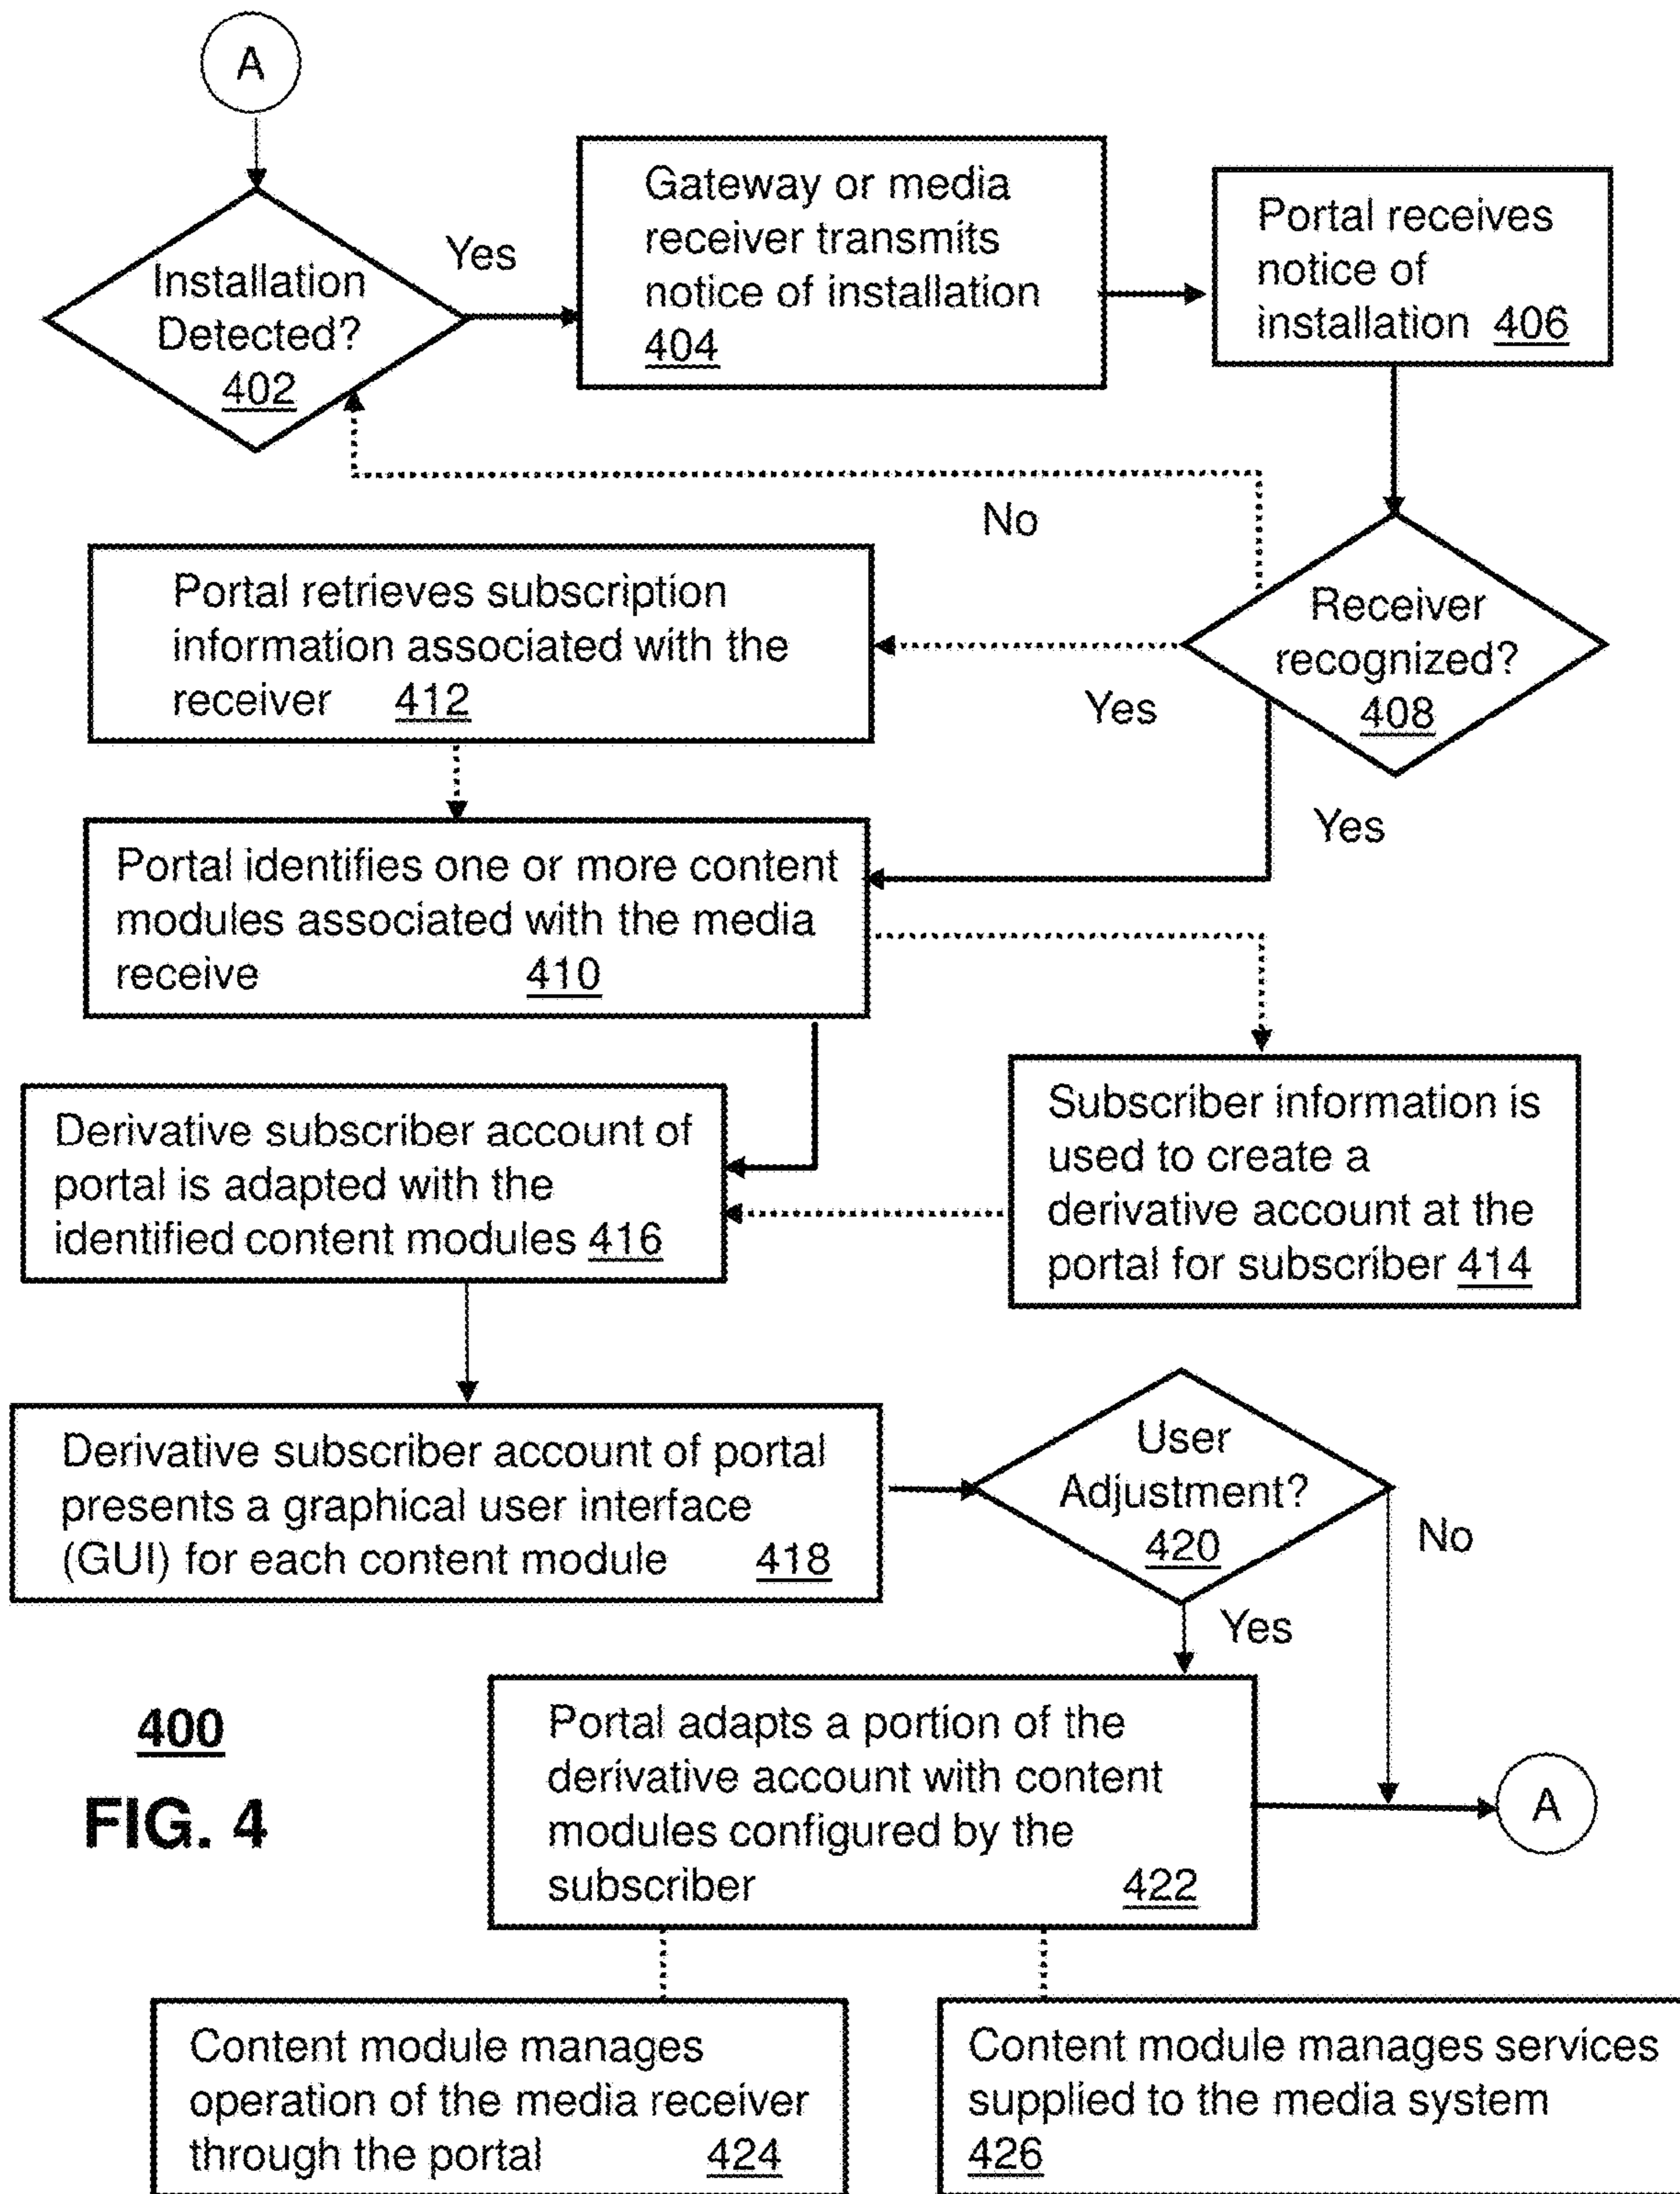 A
Installation
Detected?
402
Yes
Gateway or media
receiver transmits
notice of installation
404
Portal receives
notice of
installation 406
No
Receiver
recognized?
408
Yes
Yes
Portal retrieves subscription
information associated with the
receiver 412
Portal identifies one or more content
modules associated with the media
receive 410
Subscriber information is
used to create a
derivative account at the
portal for subscriber 414
Derivative subscriber account of
portal is adapted with the
identified content modules 416
Derivative subscriber account of portal
presents a graphical user interface
(GUI) for each content module 418
User
Adjustment?
420
No
Yes
Portal adapts a portion of the
derivative account with content
modules configured by the
subscriber 422
A
400
FIG. 4
Content module manages
operation of the media receiver
through the portal 424
Content module manages services
supplied to the media system
426